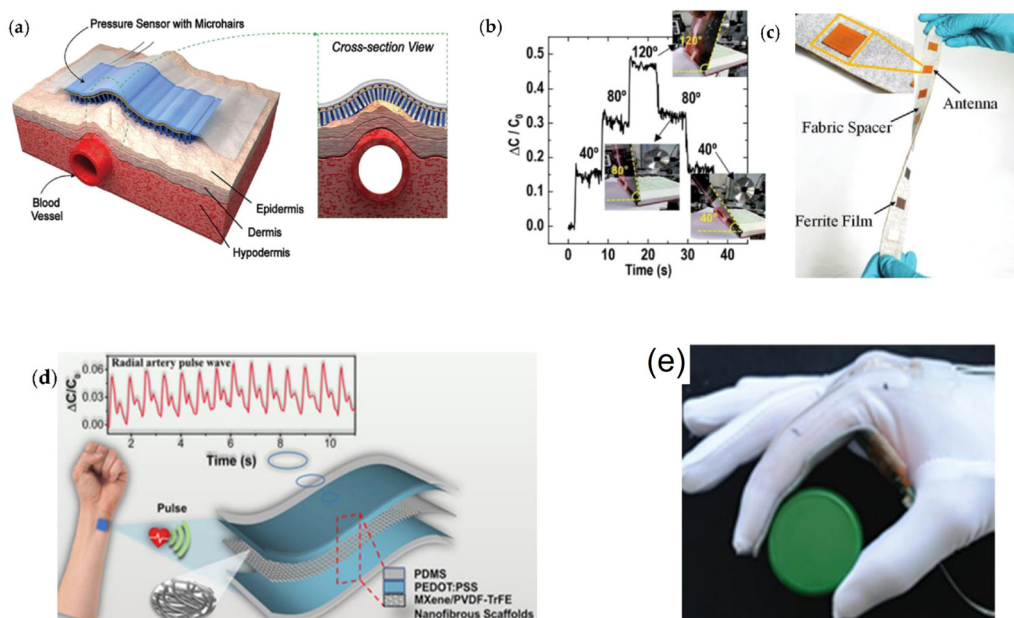 (a)
Pressure Sensor with Microhairs
Cross-section View
Blood
Vessel
Epidermis
Dermis
Hypodermis
(b)
ΔC / C₀
0.5
0.4
0.3
0.2
0.1
0.0
120°
120°
80°
80°
80°
40°
40°
40°
0 10 20 30 40
Time (s)
(c)
Antenna
Fabric Spacer
Ferrite Film
(d)
Radial artery pulse wave
ΔC/C₀
0.06
0.03
0.00
2 4 6 8 10
Time (s)
Pulse
PDMS
PEDOT:PSS
MXene/PVDF-TrFE
Nanofibrous Scaffolds
(e)